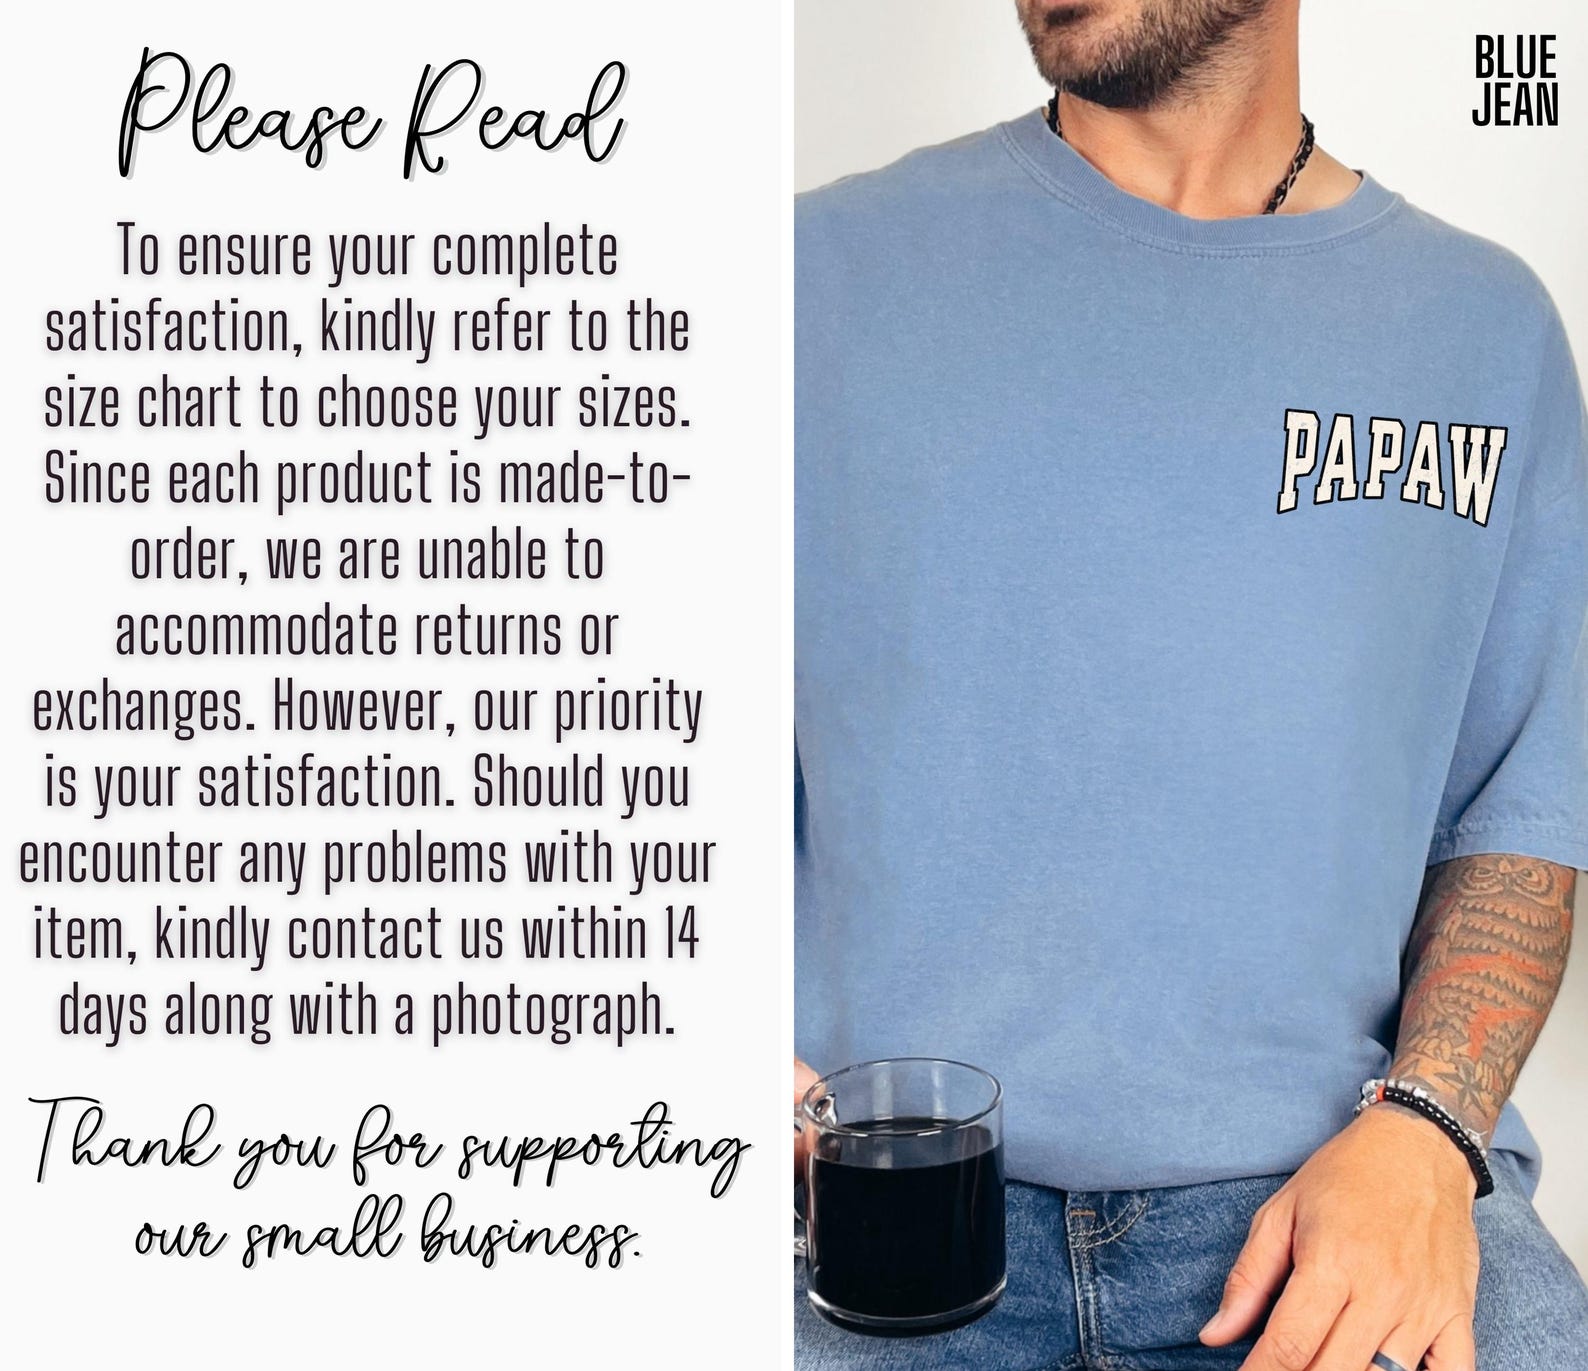 Please Read
To ensure your complete
satisfaction, kindly refer to the
size chart to choose your sizes.
Since each product is made-to-
order, we are unable to
accommodate returns or
exchanges. However, our priority
is your satisfaction. Should you
encounter any problems with your
item, kindly contact us within 14
days along with a photograph.
Thank you for supporting
our small business.
BLUE
JEAN
PAPAW